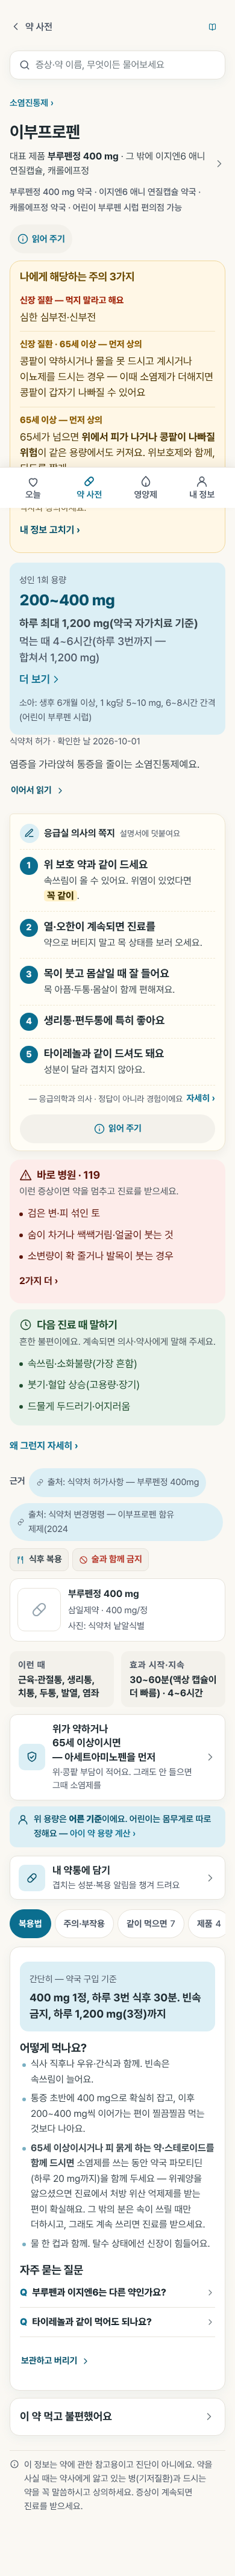 약 사전
증상·약 이름, 무엇이든 물어보세요
소염진통제 ›
이부프로펜
대표 제품 부루펜정 400 mg · 그 밖에 이지엔6 애니
연질캡슐, 캐롤에프정
부루펜정 400 mg 약국 · 이지엔6 애니 연질캡슐 약국 ·
캐롤에프정 약국 · 어린이 부루펜 시럽 편의점 가능
읽어 주기
나에게 해당하는 주의 3가지
신장 질환 — 먹지 말라고 해요
심한 심부전·신부전
신장 질환 · 65세 이상 — 먼저 상의
콩팥이 약하시거나 물을 못 드시고 계시거나
이뇨제를 드시는 경우 — 이때 소염제가 더해지면
콩팥이 갑자기 나빠질 수 있어요
65세 이상 — 먼저 상의
65세가 넘으면 위에서 피가 나거나 콩팥이 나빠질
위험이 같은 용량에서도 커져요. 위보호제와 함께,
오늘
약 사전
영양제
내 정보
내 정보 고치기 ›
성인 1회 용량
200~400 mg
하루 최대 1,200 mg(약국 자가치료 기준)
먹는 때 4~6시간(하루 3번까지 —
합쳐서 1,200 mg)
더 보기
소아: 생후 6개월 이상, 1 kg당 5~10 mg, 6~8시간 간격
(어린이 부루펜 시럽)
식약처 허가 · 확인한 날 2026-10-01
염증을 가라앉혀 통증을 줄이는 소염진통제예요.
이어서 읽기
응급실 의사의 쪽지 설명서에 덧붙여요
1 위 보호 약과 같이 드세요
속쓰림이 올 수 있어요. 위염이 있었다면
꼭 같이.
2 열·오한이 계속되면 진료를
약으로 버티지 말고 목 상태를 보러 오세요.
3 목이 붓고 몸살일 때 잘 들어요
목 아픔·두통·몸살이 함께 편해져요.
4 생리통·편두통에 특히 좋아요
5 타이레놀과 같이 드셔도 돼요
성분이 달라 겹치지 않아요.
— 응급의학과 의사 · 정답이 아니라 경험이에요 자세히 ›
읽어 주기
바로 병원 · 119
이런 증상이면 약을 멈추고 진료를 받으세요.
검은 변·피 섞인 토
숨이 차거나 쌕쌕거림·얼굴이 붓는 것
소변량이 확 줄거나 발목이 붓는 경우
2가지 더 ›
다음 진료 때 말하기
흔한 불편이에요. 계속되면 의사·약사에게 말해 주세요.
속쓰림·소화불량(가장 흔함)
붓기·혈압 상승(고용량·장기)
드물게 두드러기·어지러움
왜 그런지 자세히 ›
근거
출처: 식약처 허가사항 — 부루펜정 400mg
출처: 식약처 변경명령 — 이부프로펜 함유
제제(2024
식후 복용
술과 함께 금지
부루펜정 400 mg
삼일제약 · 400 mg/정
사진: 식약처 낱알식별
이런 때
근육·관절통, 생리통,
치통, 두통, 발열, 염좌
효과 시작·지속
30~60분(액상 캡슐이
더 빠름) · 4~6시간
위가 약하거나
65세 이상이시면
— 아세트아미노펜을 먼저
위·콩팥 부담이 적어요. 그래도 안 들으면
그때 소염제를
위 용량은 어른 기준이에요. 어린이는 몸무게로 따로
정해요 — 아이 약 용량 계산 ›
내 약통에 담기
겹치는 성분·복용 알림을 챙겨 드려요
복용법
주의·부작용
같이 먹으면 7
제품 4
간단히 — 약국 구입 기준
400 mg 1정, 하루 3번 식후 30분. 빈속
금지, 하루 1,200 mg(3정)까지
어떻게 먹나요?
식사 직후나 우유·간식과 함께. 빈속은
속쓰림이 늘어요.
통증 초반에 400 mg으로 확실히 잡고, 이후
200~400 mg씩 이어가는 편이 찔끔찔끔 먹는
것보다 나아요.
65세 이상이시거나 피 묽게 하는 약·스테로이드를
함께 드시면 소염제를 쓰는 동안 약국 파모티딘
(하루 20 mg까지)을 함께 두세요 — 위궤양을
앓으셨으면 진료에서 처방 위산 억제제를 받는
편이 확실해요. 그 밖의 분은 속이 쓰릴 때만
더하시고, 그래도 계속 쓰리면 진료를 받으세요.
물 한 컵과 함께. 탈수 상태에선 신장이 힘들어요.
자주 묻는 질문
Q 부루펜과 이지엔6는 다른 약인가요?
Q 타이레놀과 같이 먹어도 되나요?
보관하고 버리기
이 약 먹고 불편했어요
이 정보는 약에 관한 참고용이고 진단이 아니에요. 약을
사실 때는 약사에게 앓고 있는 병(기저질환)과 드시는
약을 꼭 말씀하시고 상의하세요. 증상이 계속되면
진료를 받으세요.